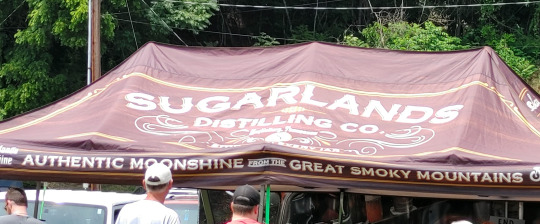 SUGARLANDS
DISTILLING CO.
AUTHENTIC MOONSHINE FROM THE GREAT SMOKY MOUNTAINS